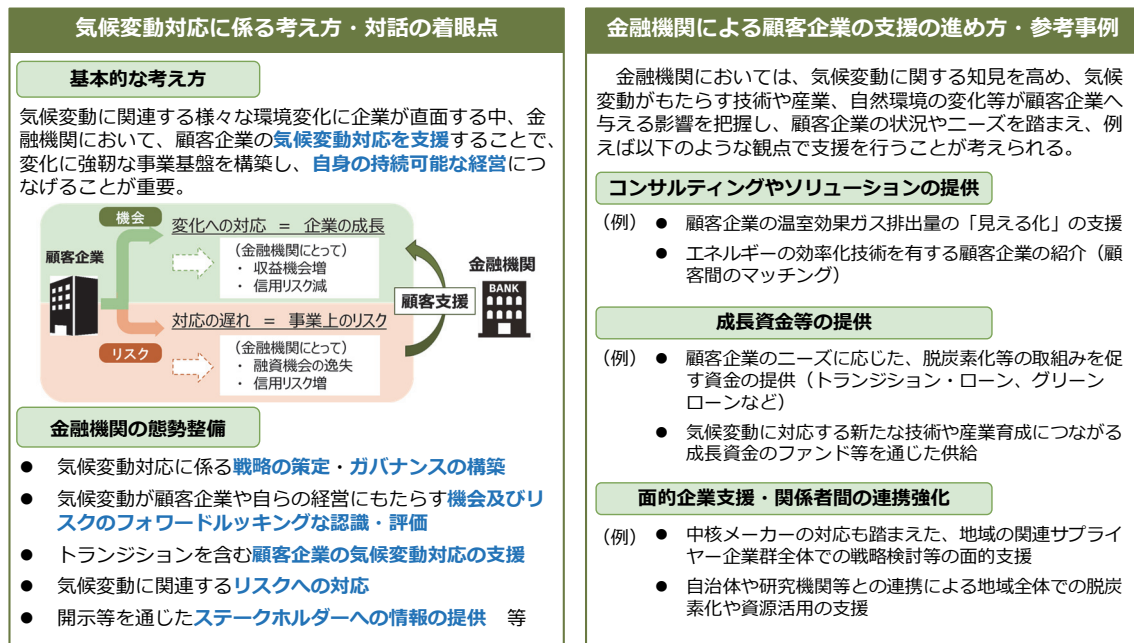 気候変動対応に係る考え方・対話の着眼点
基本的な考え方
気候変動に関連する様々な環境変化に企業が直面する中、金
融機関において、顧客企業の気候変動対応を支援することで、
変化に強靭な事業基盤を構築し、自身の持続可能な経営につ
なげることが重要。
機会
変化への対応 = 企業の成長
(金融機関にとって)
・ 収益機会増
・ 信用リスク減
顧客企業
金融機関
BANK
顧客支援
対応の遅れ = 事業上のリスク
リスク
(金融機関にとって)
・ 融資機会の逸失
・ 信用リスク増
金融機関の態勢整備
● 気候変動対応に係る戦略の策定・ガバナンスの構築
● 気候変動が顧客企業や自らの経営にもたらす機会及びリ
スクのフォワードルッキングな認識・評価
● トランジションを含む顧客企業の気候変動対応の支援
● 気候変動に関連するリスクへの対応
● 開示等を通じたステークホルダーへの情報の提供 等
金融機関による顧客企業の支援の進め方・参考事例
金融機関においては、気候変動に関する知見を高め、気候
変動がもたらす技術や産業、自然環境の変化等が顧客企業へ
与える影響を把握し、顧客企業の状況やニーズを踏まえ、例
えば以下のような観点で支援を行うことが考えられる。
コンサルティングやソリューションの提供
(例) ● 顧客企業の温室効果ガス排出量の「見える化」の支援
● エネルギーの効率化技術を有する顧客企業の紹介(顧
客間のマッチング)
成長資金等の提供
(例) ● 顧客企業のニーズに応じた、脱炭素化等の取組みを促
す資金の提供(トランジション・ローン、グリーン
ローンなど)
● 気候変動に対応する新たな技術や産業育成につながる
成長資金のファンド等を通じた供給
面的企業支援・関係者間の連携強化
(例) ● 中核メーカーの対応も踏まえた、地域の関連サプライ
ヤー企業群全体での戦略検討等の面的支援
● 自治体や研究機関等との連携による地域全体での脱炭
素化や資源活用の支援